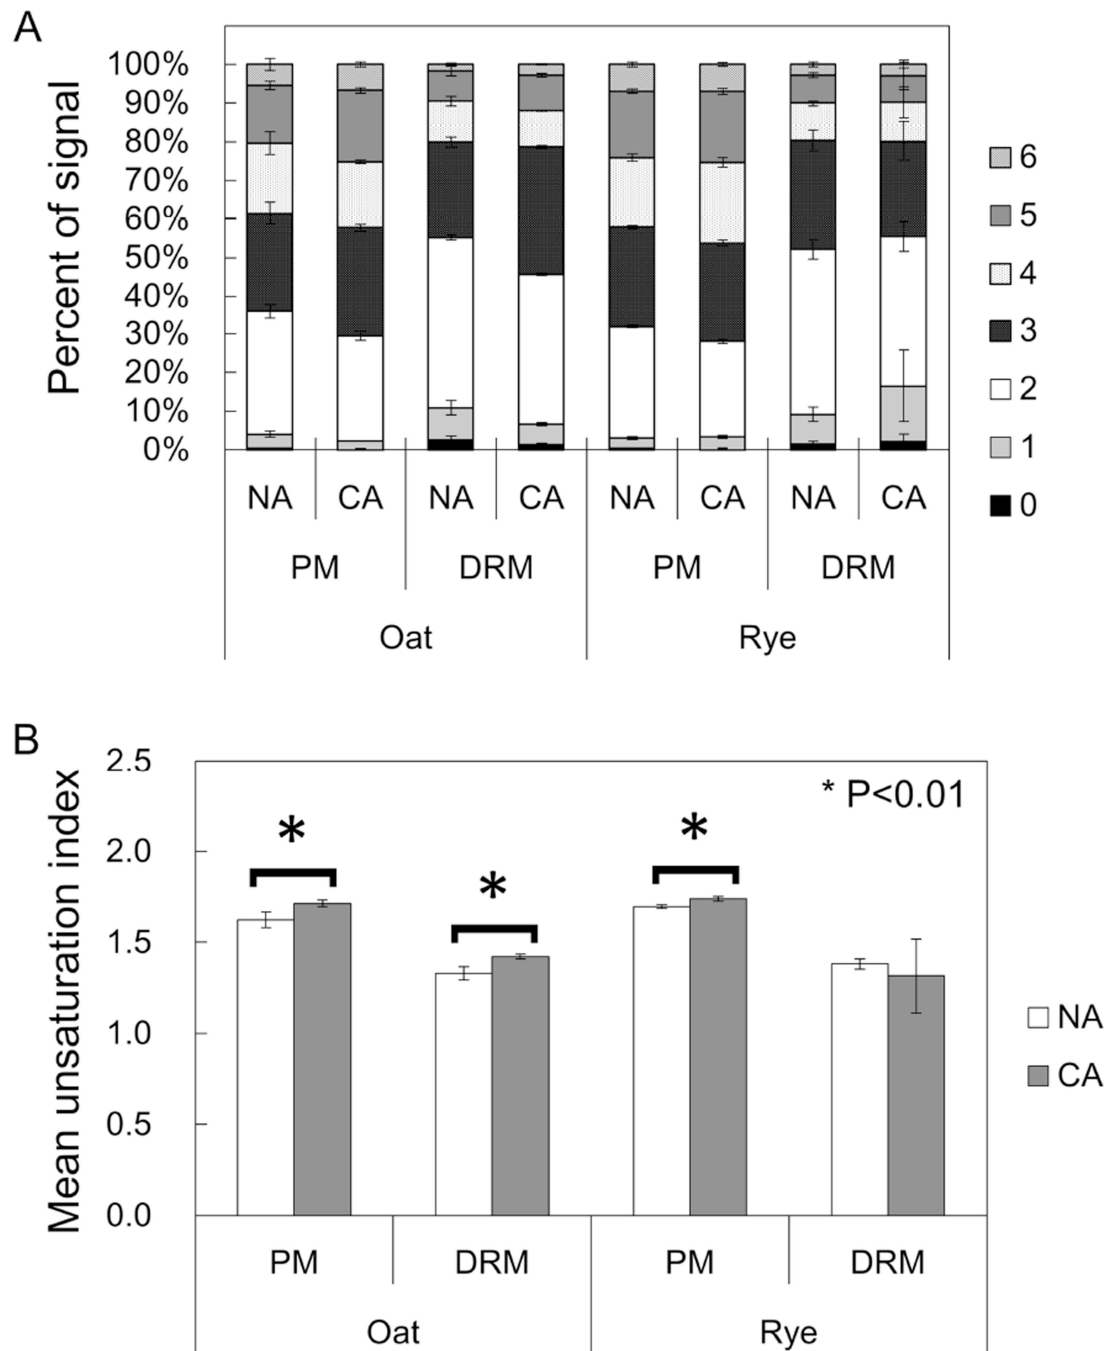 A
Percent of signal
100%
90%
80%
70%
60%
50%
40%
30%
20%
10%
0%
6
5
4
3
2
1
0
NA CA NA CA NA CA NA CA
PM DRM PM DRM
Oat Rye
B
Mean unsaturation index
2.5
2.0
1.5
1.0
0.5
0.0
* P<0.01
*
*
*
NA
CA
PM DRM PM DRM
Oat Rye